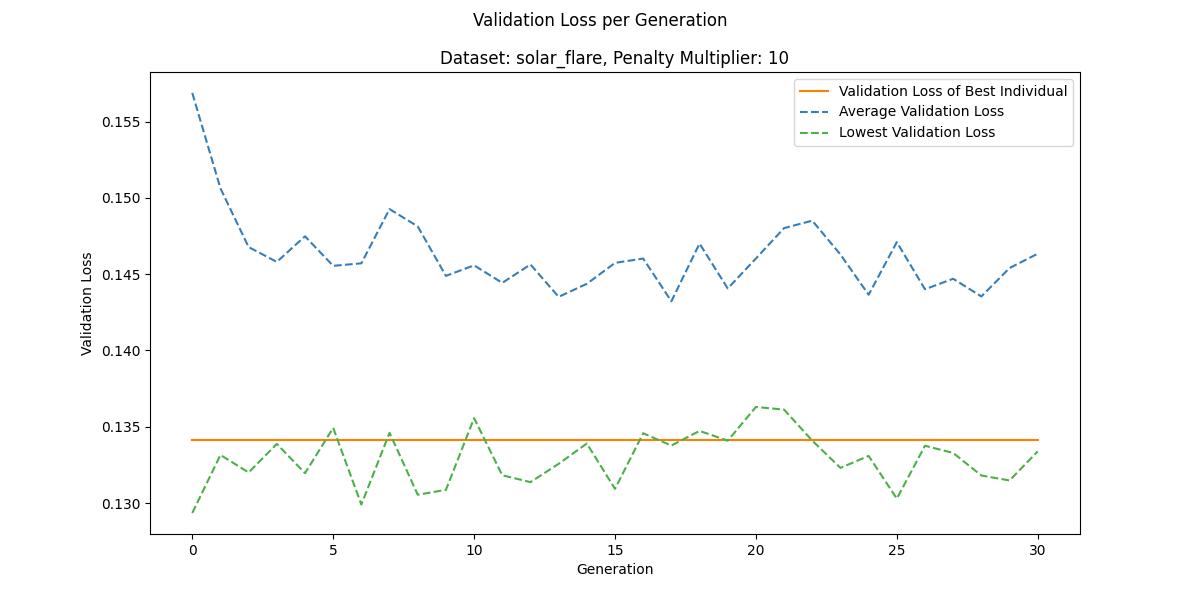 Validation Loss per Generation
Dataset: solar_flare, Penalty Multiplier: 10
Validation Loss of Best Individual
Average Validation Loss
Lowest Validation Loss
0.155
0.150
0.145
0.140
0.135
0.130
Validation Loss
0 5 10 15 20 25 30
Generation